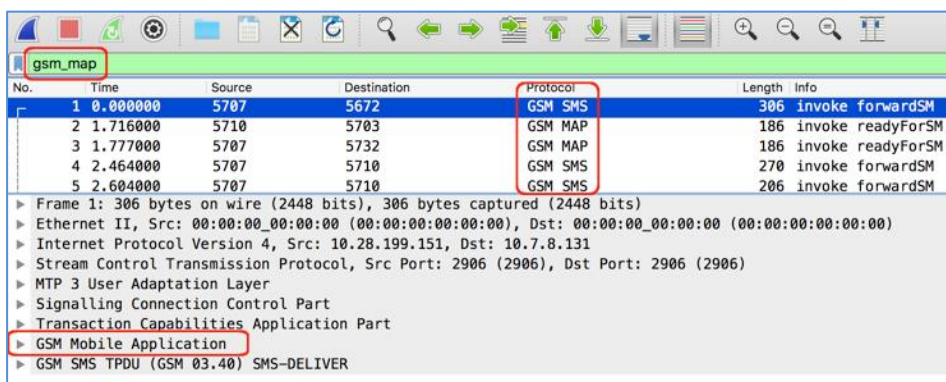 gsm_map
No. Time Source Destination Protocol Length Info
1 0.000000 5707 5672 GSM SMS 306 invoke forwardSM
2 1.716000 5710 5703 GSM MAP 186 invoke readyForSM
3 1.777000 5707 5732 GSM MAP 186 invoke readyForSM
4 2.464000 5707 5710 GSM SMS 270 invoke forwardSM
5 2.604000 5707 5710 GSM SMS 206 invoke forwardSM
Frame 1: 306 bytes on wire (2448 bits), 306 bytes captured (2448 bits)
Ethernet II, Src: 00:00:00_00:00:00 (00:00:00:00:00:00), Dst: 00:00:00_00:00:00 (00:00:00:00:00:00)
Internet Protocol Version 4, Src: 10.28.199.151, Dst: 10.7.8.131
Stream Control Transmission Protocol, Src Port: 2906 (2906), Dst Port: 2906 (2906)
MTP 3 User Adaptation Layer
Signalling Connection Control Part
Transaction Capabilities Application Part
GSM Mobile Application
GSM SMS TPDU (GSM 03.40) SMS-DELIVER